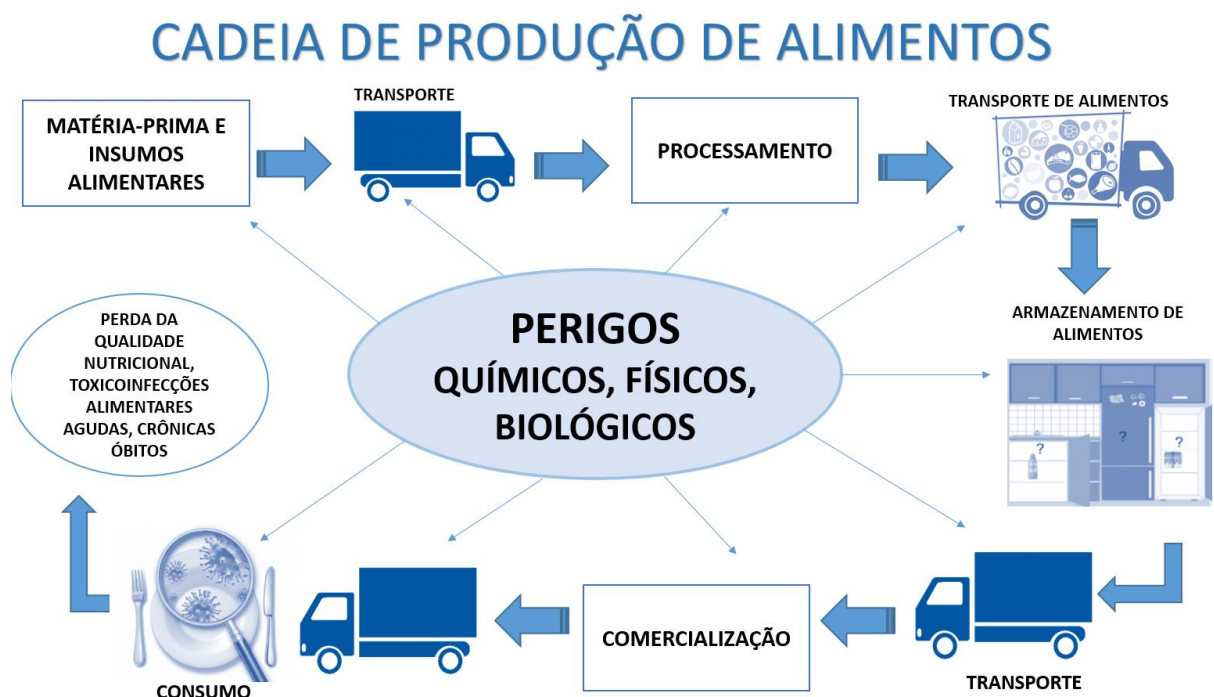 CADEIA DE PRODUÇÃO DE ALIMENTOS
MATÉRIA-PRIMA E
INSUMOS
ALIMENTARES
TRANSPORTE
PROCESSAMENTO
TRANSPORTE DE ALIMENTOS
ARMAZENAMENTO DE
ALIMENTOS
?
?
?
PERIGOS
QUÍMICOS, FÍSICOS,
BIOLÓGICOS
PERDA DA
QUALIDADE
NUTRICIONAL,
TOXICOINFECÇÕES
ALIMENTARES
AGUDAS, CRÔNICAS
ÓBITOS
TRANSPORTE
COMERCIALIZAÇÃO
CONSUMO